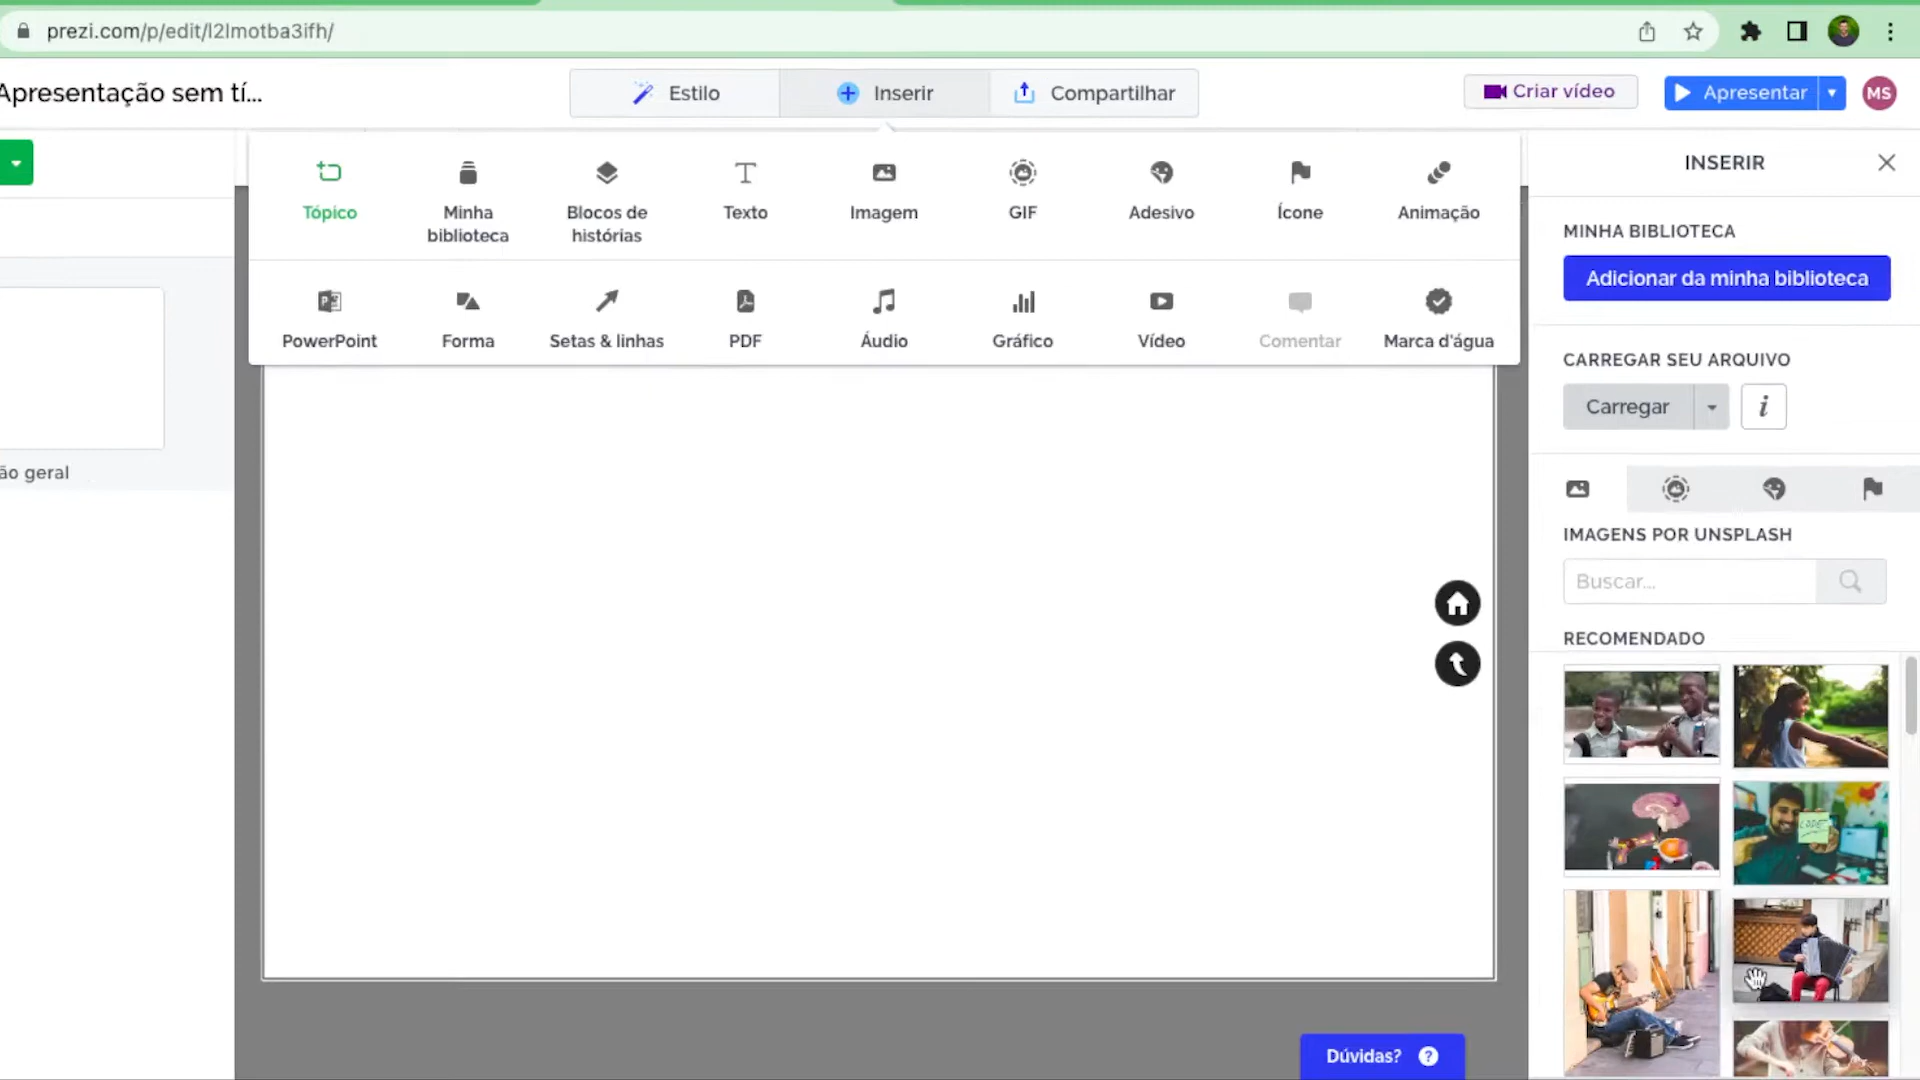 prezi.com/p/edit/l2lmotba3ifh/
Apresentação sem tí...
Estilo
Inserir
Compartilhar
Criar vídeo
Apresentar
MS
Tópico
Minha biblioteca
Blocos de histórias
Texto
Imagem
GIF
Adesivo
Ícone
Animação
PowerPoint
Forma
Setas & linhas
PDF
Áudio
Gráfico
Vídeo
Comentar
Marca d'água
ão geral
INSERIR
MINHA BIBLIOTECA
Adicionar da minha biblioteca
CARREGAR SEU ARQUIVO
Carregar
i
IMAGENS POR UNSPLASH
Buscar...
RECOMENDADO
CODE
Dúvidas? ?